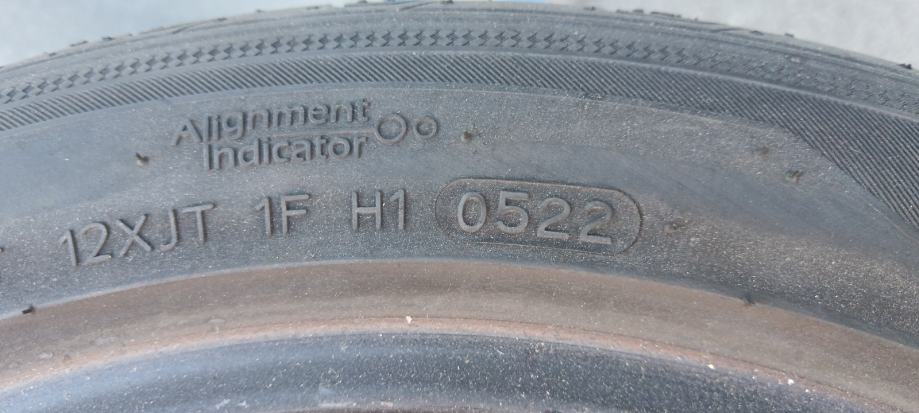 Alignment
Indicator
12XJT 1F H1 0522